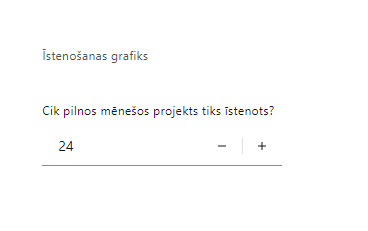 Īstenošanas grafiks
Cik pilnos mēnešos projekts tiks īstenots?
24 − +